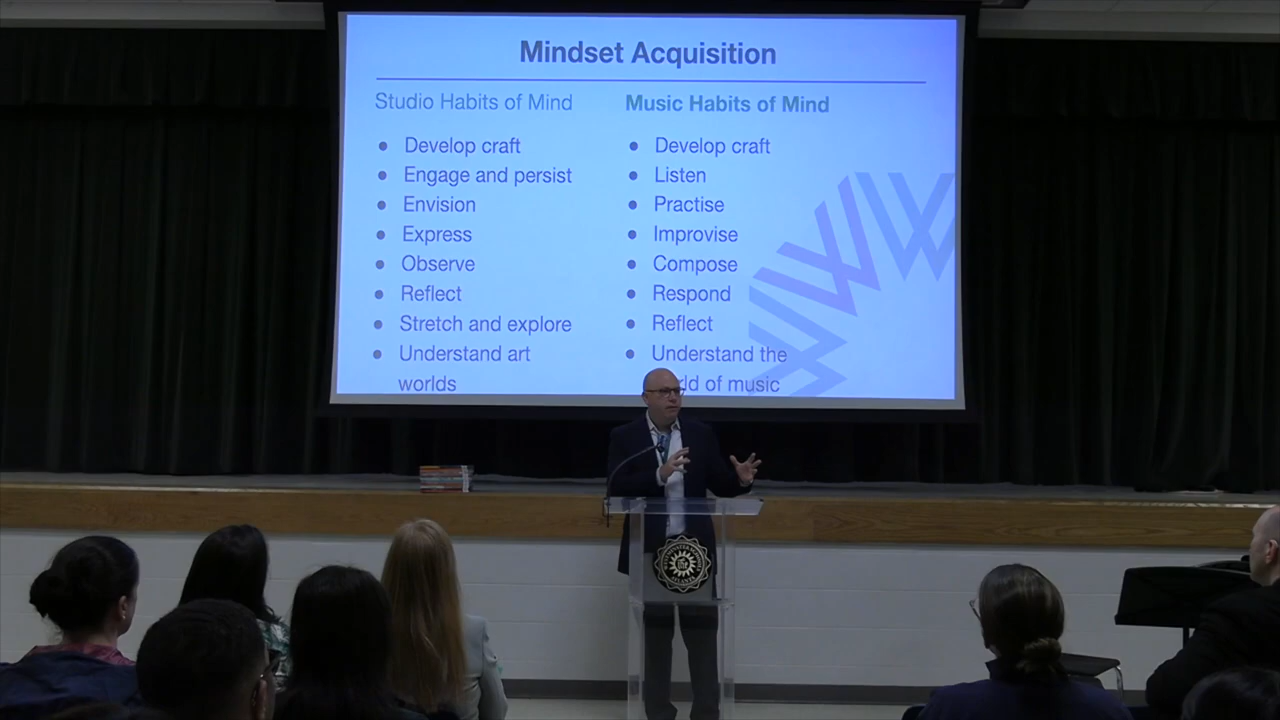 Mindset Acquisition
Studio Habits of Mind
Develop craft
Engage and persist
Envision
Express
Observe
Reflect
Stretch and explore
Understand art
worlds
Music Habits of Mind
Develop craft
Listen
Practise
Improvise
Compose
Respond
Reflect
Understand the
of music
ATLANTA